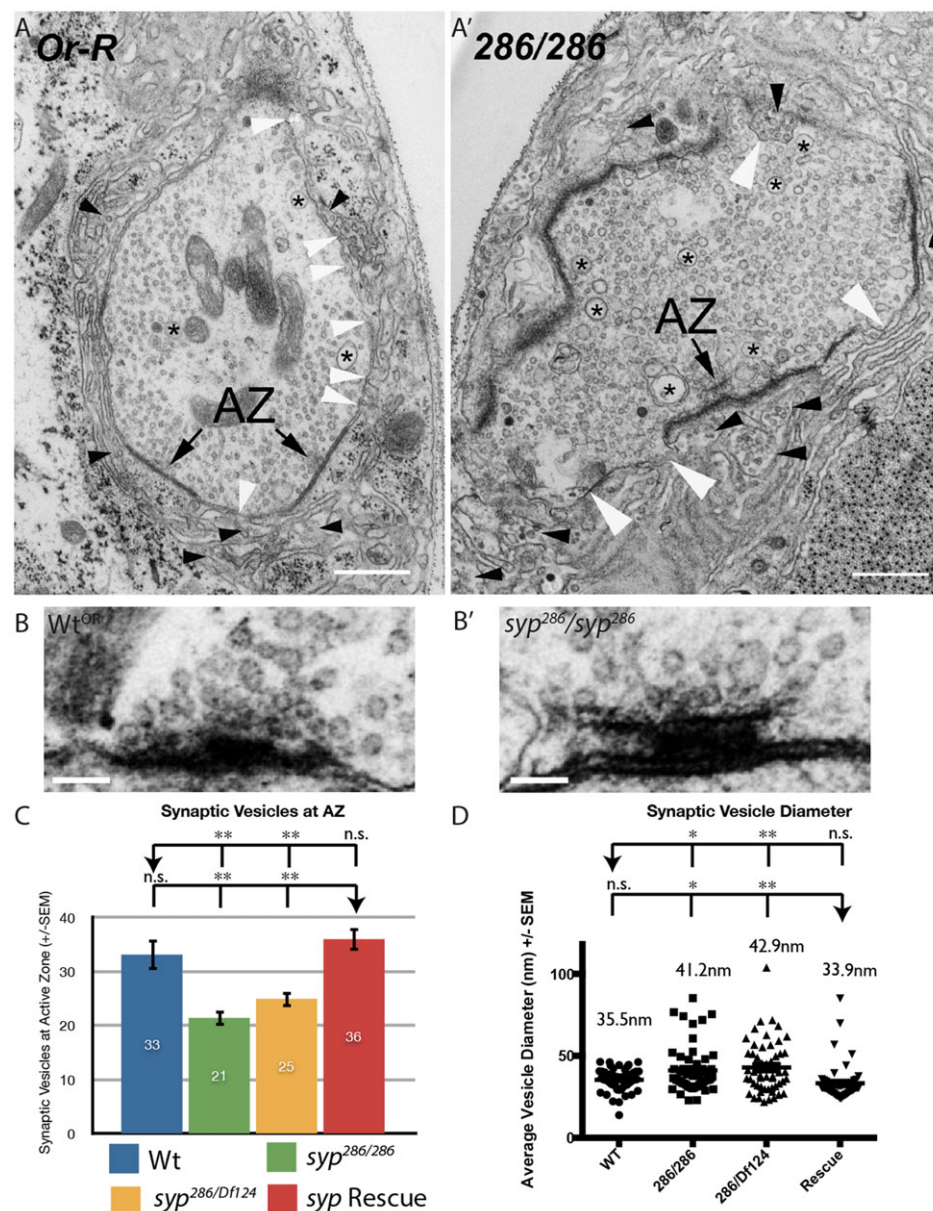 A
Or-R
AZ
A'
286/286
AZ
B
Wt^OR
B'
syp^286/syp^286
C
Synaptic Vesicles at AZ
** ** n.s.
n.s. ** **
Synaptic Vesicles at Active Zone (+/-SEM)
40
30
20
10
0
33
21
25
36
Wt
syp^286/286
syp^286/Df124
syp Rescue
D
Synaptic Vesicle Diameter
* ** n.s.
n.s. * **
Average Vesicle Diameter (nm) +/- SEM
100
50
0
35.5nm
41.2nm
42.9nm
33.9nm
WT
286/286
286/Df124
Rescue